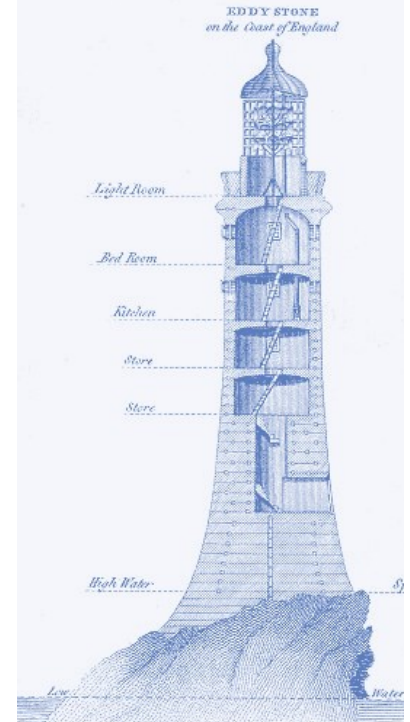 EDDY STONE
on the Coast of England
Light Room
Bed Room
Kitchen
Store
Store
High Water
Low Water